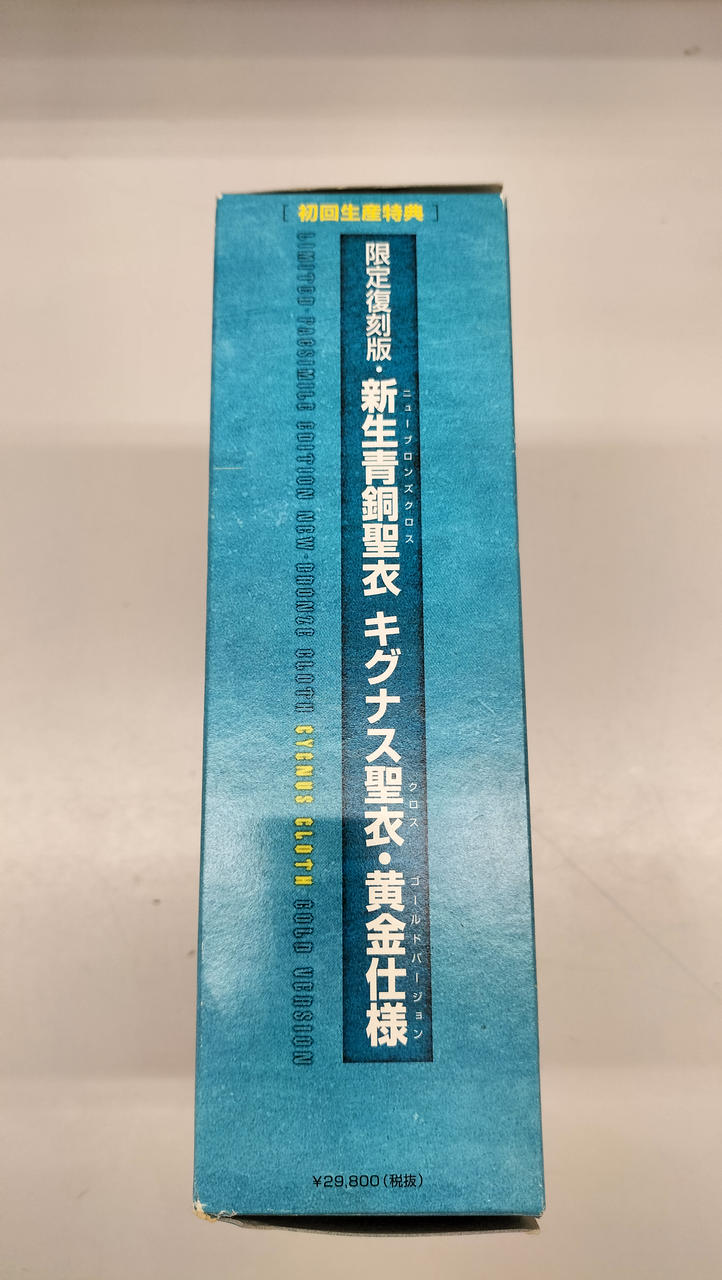 [初回生産特典]
限定復刻版・新生青銅聖衣 キグナス聖衣・黄金仕様
ニューブロンズクロス
クロス
ゴールドバージョン
LIMITED FACSIMILE EDITION NEW BRONZE CLOTH CYGNUS CLOTH GOLD VERSION
¥29,800(税抜)